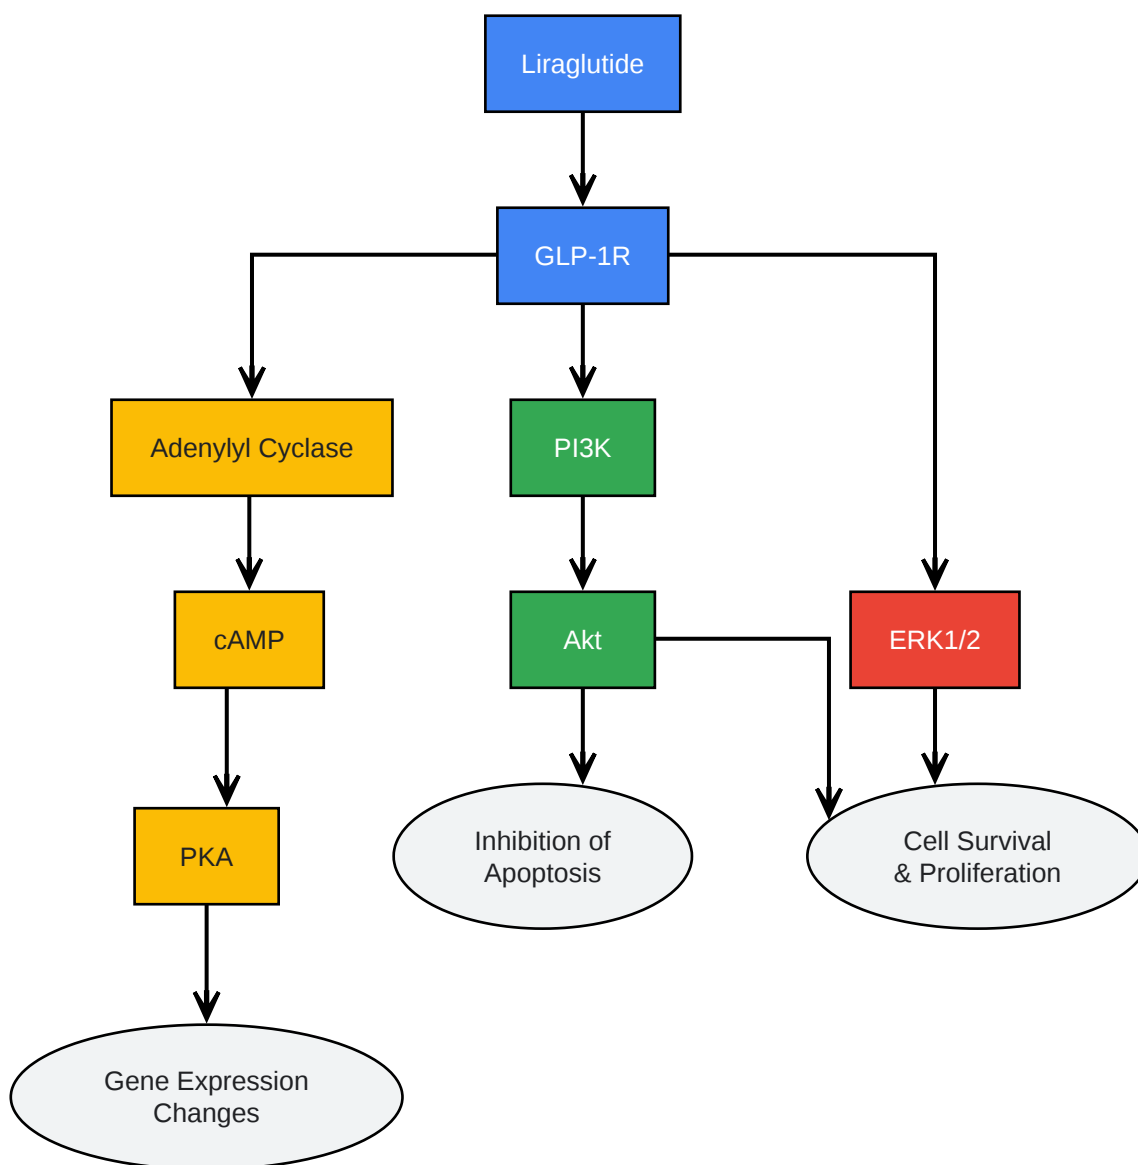 Liraglutide
GLP-1R
Adenylyl Cyclase
PI3K
cAMP
Akt
ERK1/2
PKA
Inhibition of
Apoptosis
Cell Survival
& Proliferation
Gene Expression
Changes